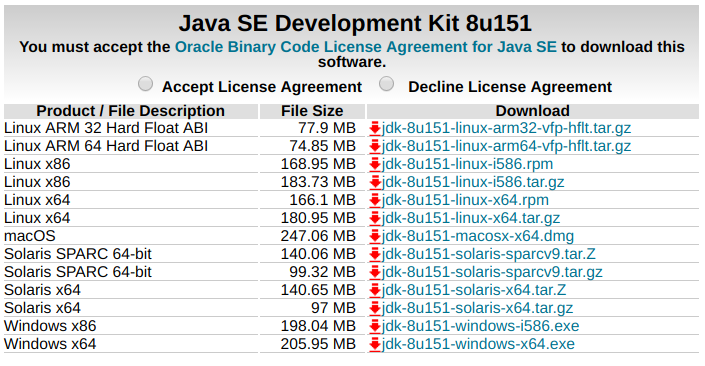 Java SE Development Kit 8u151
You must accept the Oracle Binary Code License Agreement for Java SE to download this
software.
Accept License Agreement Decline License Agreement
Product / File Description File Size Download
Linux ARM 32 Hard Float ABI 77.9 MB jdk-8u151-linux-arm32-vfp-hflt.tar.gz
Linux ARM 64 Hard Float ABI 74.85 MB jdk-8u151-linux-arm64-vfp-hflt.tar.gz
Linux x86 168.95 MB jdk-8u151-linux-i586.rpm
Linux x86 183.73 MB jdk-8u151-linux-i586.tar.gz
Linux x64 166.1 MB jdk-8u151-linux-x64.rpm
Linux x64 180.95 MB jdk-8u151-linux-x64.tar.gz
macOS 247.06 MB jdk-8u151-macosx-x64.dmg
Solaris SPARC 64-bit 140.06 MB jdk-8u151-solaris-sparcv9.tar.Z
Solaris SPARC 64-bit 99.32 MB jdk-8u151-solaris-sparcv9.tar.gz
Solaris x64 140.65 MB jdk-8u151-solaris-x64.tar.Z
Solaris x64 97 MB jdk-8u151-solaris-x64.tar.gz
Windows x86 198.04 MB jdk-8u151-windows-i586.exe
Windows x64 205.95 MB jdk-8u151-windows-x64.exe